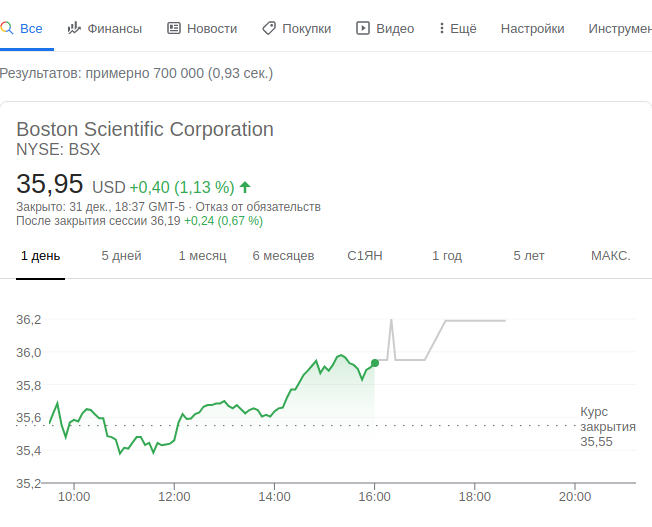 Все Финансы Новости Покупки Видео Ещё Настройки Инструмен
Результатов: примерно 700 000 (0,93 сек.)
Boston Scientific Corporation
NYSE: BSX
35,95 USD +0,40 (1,13 %)
Закрыто: 31 дек., 18:37 GMT-5 · Отказ от обязательств
После закрытия сессии 36,19 +0,24 (0,67 %)
1 день 5 дней 1 месяц 6 месяцев С1ЯН 1 год 5 лет МАКС.
36,2
36,0
35,8
35,6
35,4
35,2
Курс
закрытия
35,55
10:00 12:00 14:00 16:00 18:00 20:00